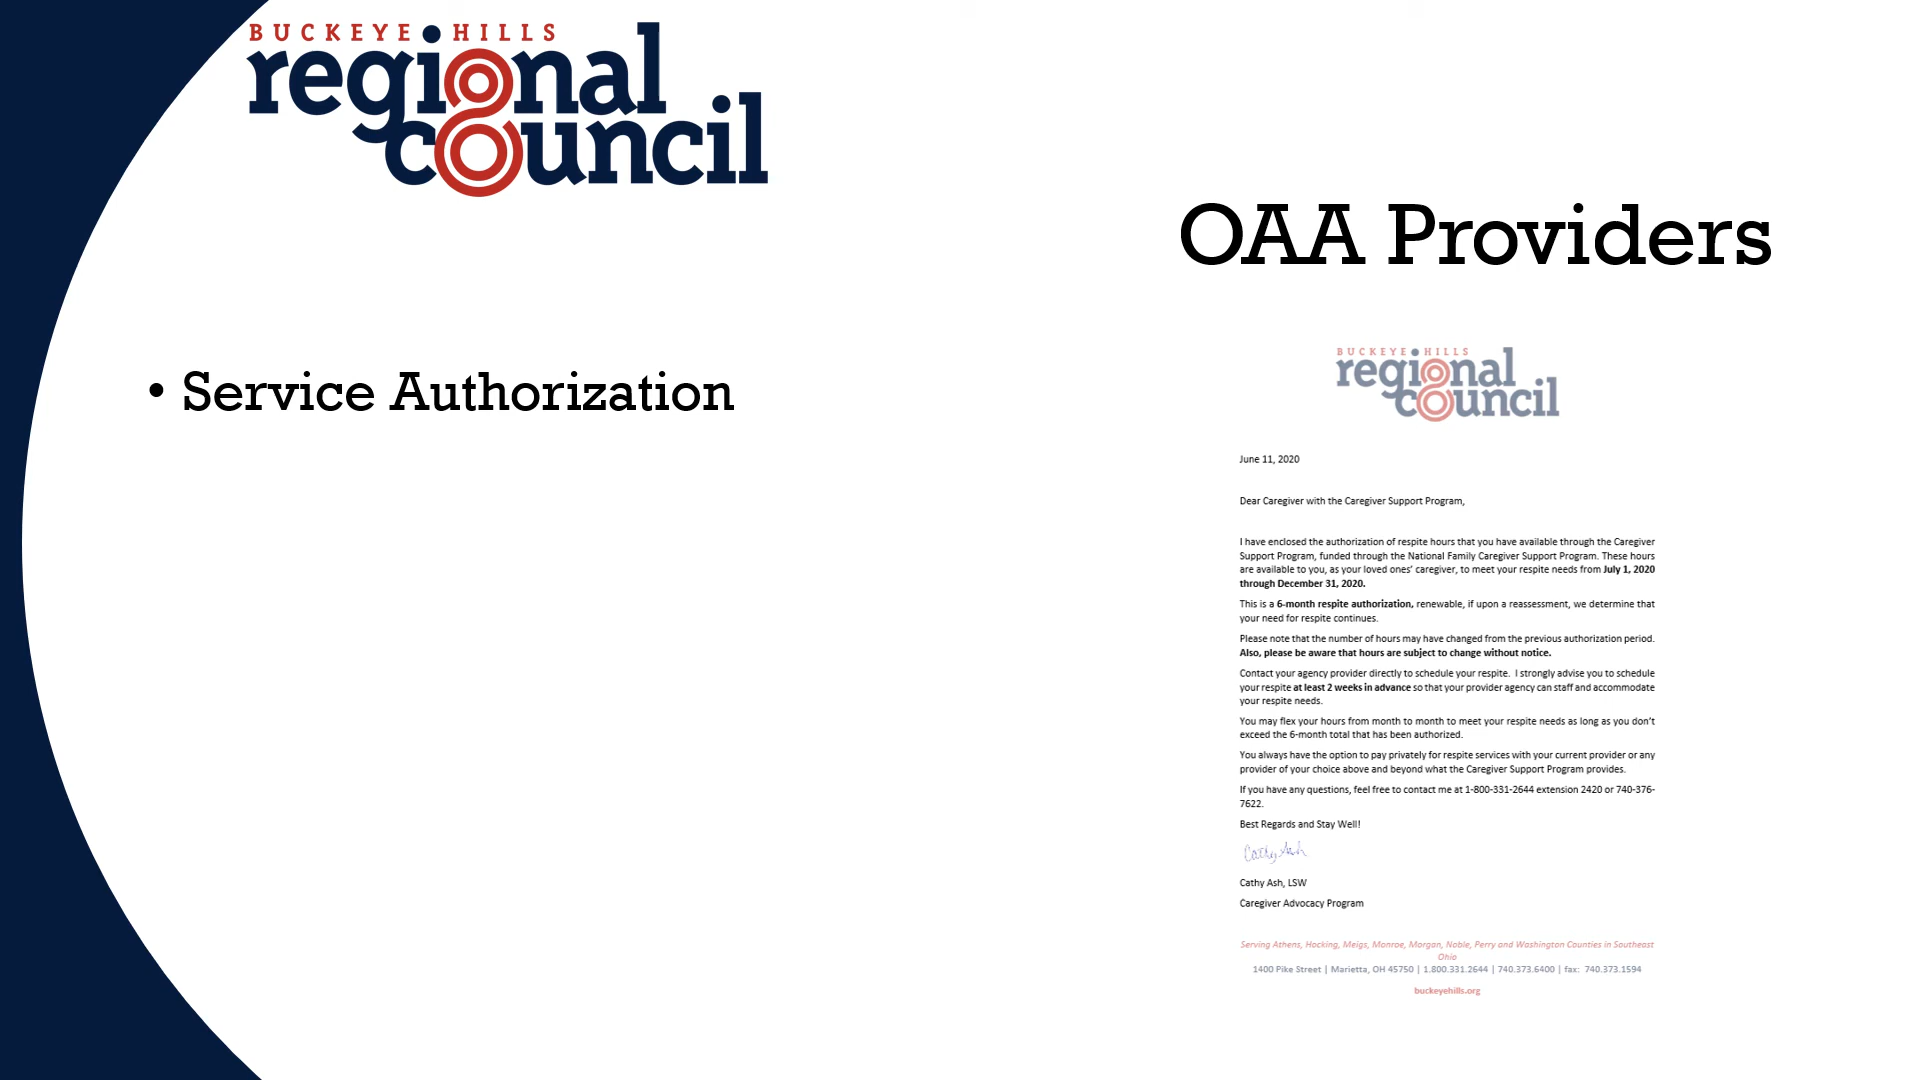 BUCKEYE HILLS
regional
council
OAA Providers
• Service Authorization
BUCKEYE HILLS
regional
council
June 11, 2020
Dear Caregiver with the Caregiver Support Program,
I have enclosed the authorization of respite hours that you have available through the Caregiver
Support Program, funded through the National Family Caregiver Support Program. These hours
are available to you, as your loved ones’ caregiver, to meet your respite needs from July 1, 2020
through December 31, 2020.
This is a 6-month respite authorization, renewable, if upon a reassessment, we determine that
your need for respite continues.
Please note that the number of hours may have changed from the previous authorization period.
Also, please be aware that hours are subject to change without notice.
Contact your agency provider directly to schedule your respite. I strongly advise you to schedule
your respite at least 2 weeks in advance so that your provider agency can staff and accommodate
your respite needs.
You may flex your hours from month to month to meet your respite needs as long as you don’t
exceed the 6-month total that has been authorized.
You always have the option to pay privately for respite services with your current provider or any
provider of your choice above and beyond what the Caregiver Support Program provides.
If you have any questions, feel free to contact me at 1-800-331-2644 extension 2420 or 740-376-
7622.
Best Regards and Stay Well!
Cathy Ash
Cathy Ash, LSW
Caregiver Advocacy Program
Serving Athens, Hocking, Meigs, Monroe, Morgan, Noble, Perry and Washington Counties in Southeast
Ohio
1400 Pike Street | Marietta, OH 45750 | 1.800.331.2644 | 740.373.6400 | fax: 740.373.1594
buckeyehills.org